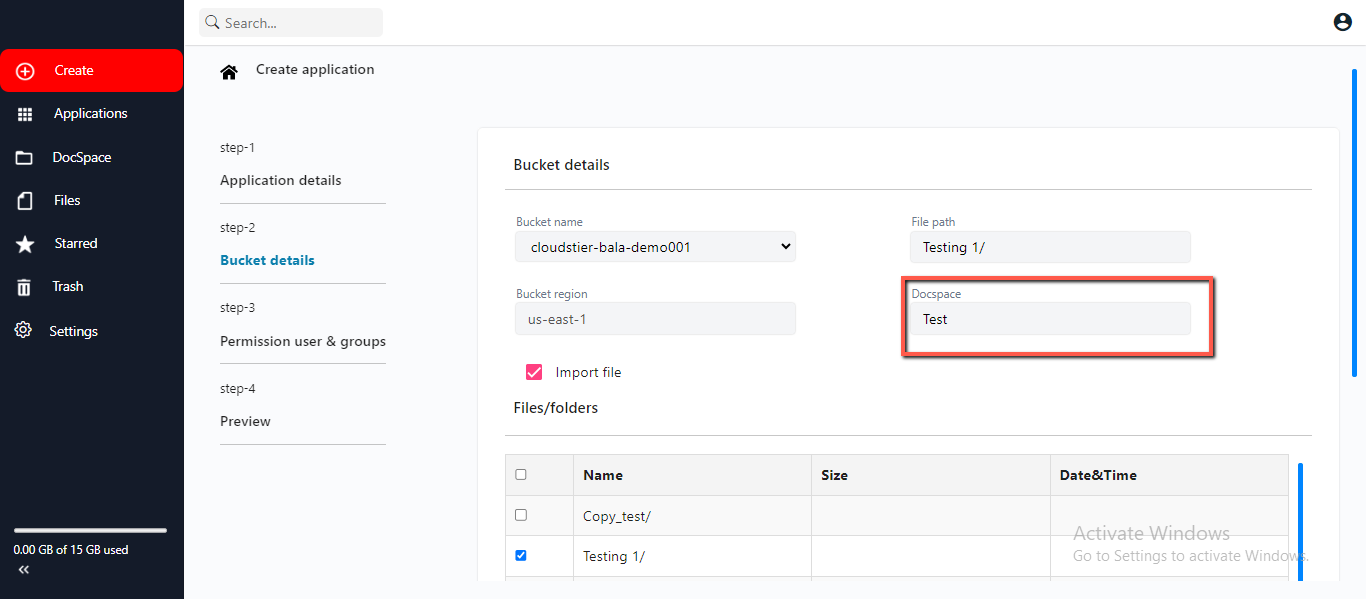 Search...
Create
Applications
DocSpace
Files
Starred
Trash
Settings
0.00 GB of 15 GB used
Create application
step-1
Application details
step-2
Bucket details
step-3
Permission user & groups
step-4
Preview
Bucket details
Bucket name
cloudstier-bala-demo001
File path
Testing 1/
Bucket region
us-east-1
Docspace
Test
Import file
Files/folders
Name Size Date&Time
Copy_test/
Testing 1/
Activate Windows
Go to Settings to activate Windows.